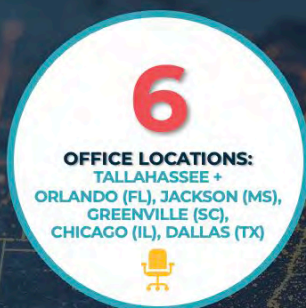 6
OFFICE LOCATIONS:
TALLAHASSEE +
ORLANDO (FL), JACKSON (MS),
GREENVILLE (SC),
CHICAGO (IL), DALLAS (TX)